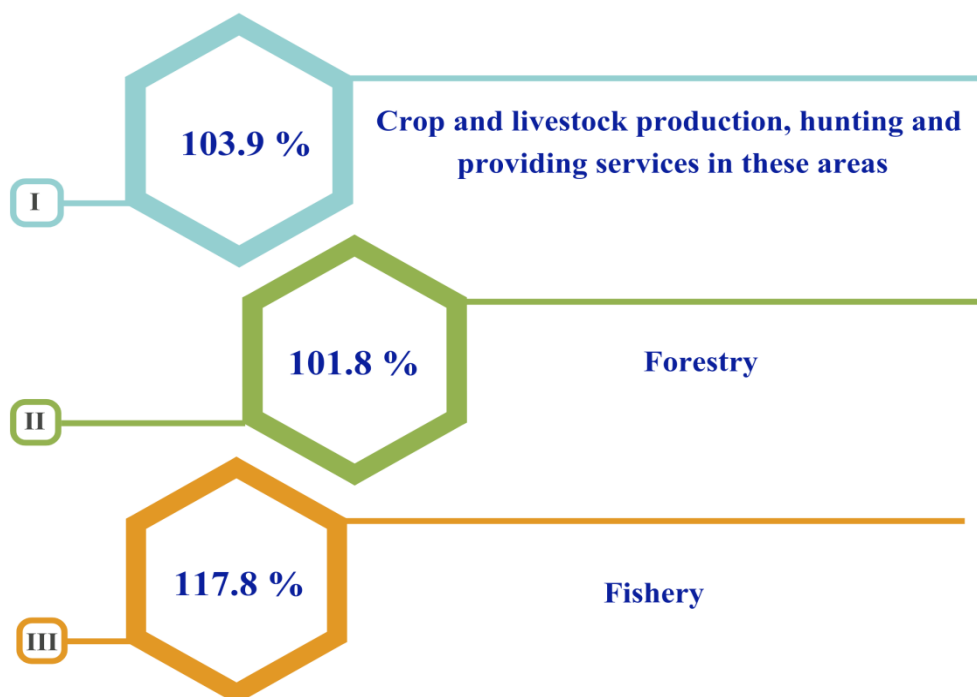 103.9 %
Crop and livestock production, hunting and
providing services in these areas
I
101.8 %
Forestry
II
117.8 %
Fishery
III